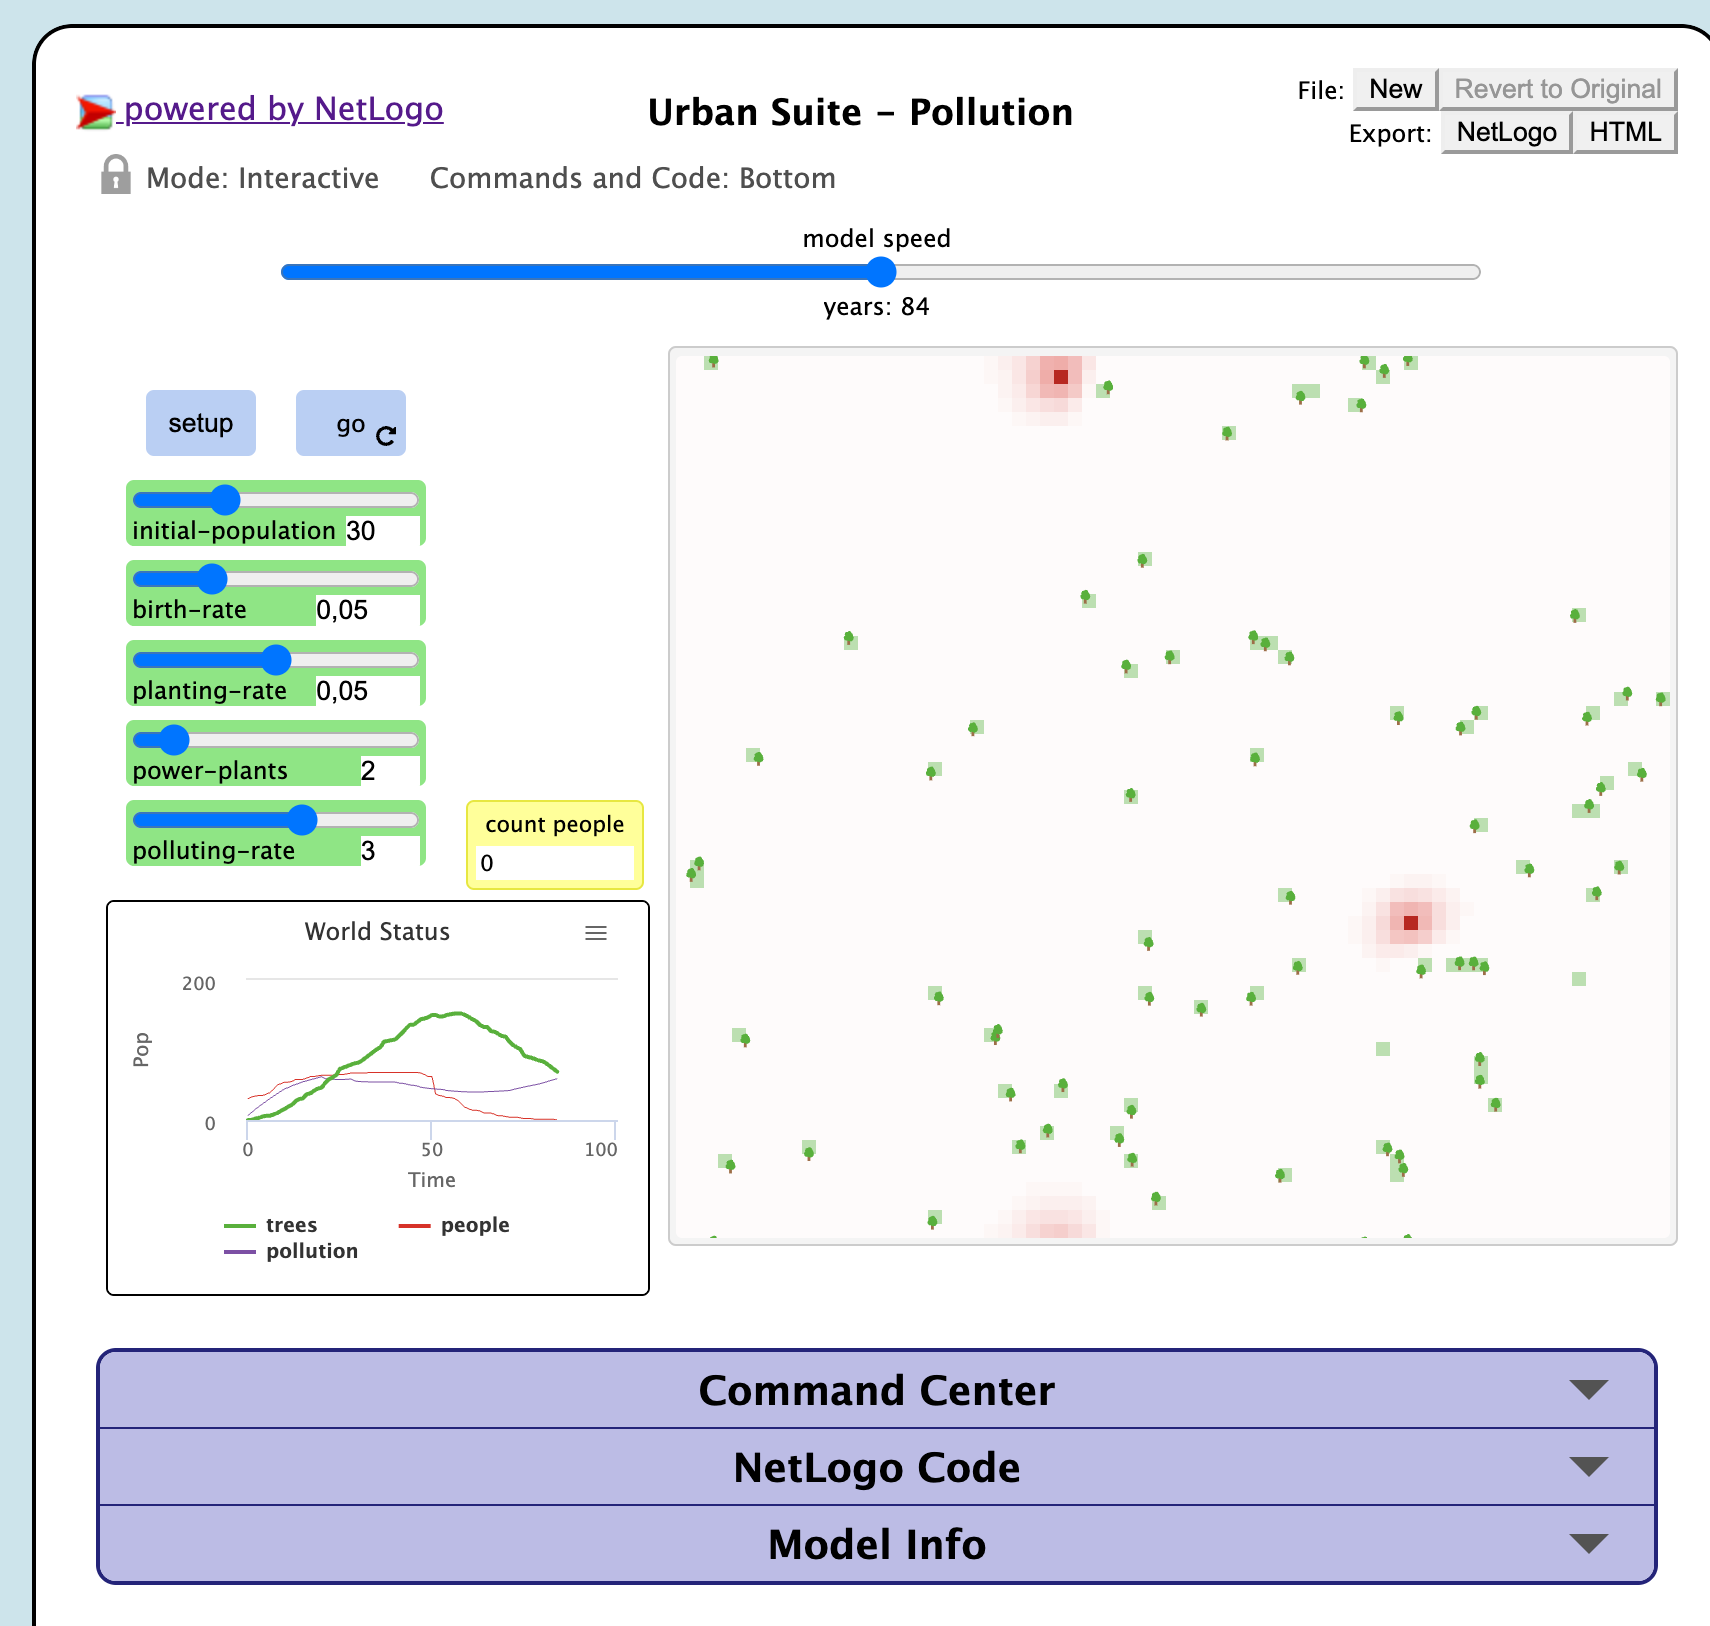 powered by NetLogo
Urban Suite - Pollution
File: New Revert to Original
Export: NetLogo HTML
Mode: Interactive Commands and Code: Bottom
model speed
years: 84
setup go
initial-population 30
birth-rate 0,05
planting-rate 0,05
power-plants 2
polluting-rate 3
count people
0
World Status
200
Pop
0
0 50 100
Time
trees people
pollution
Command Center
NetLogo Code
Model Info